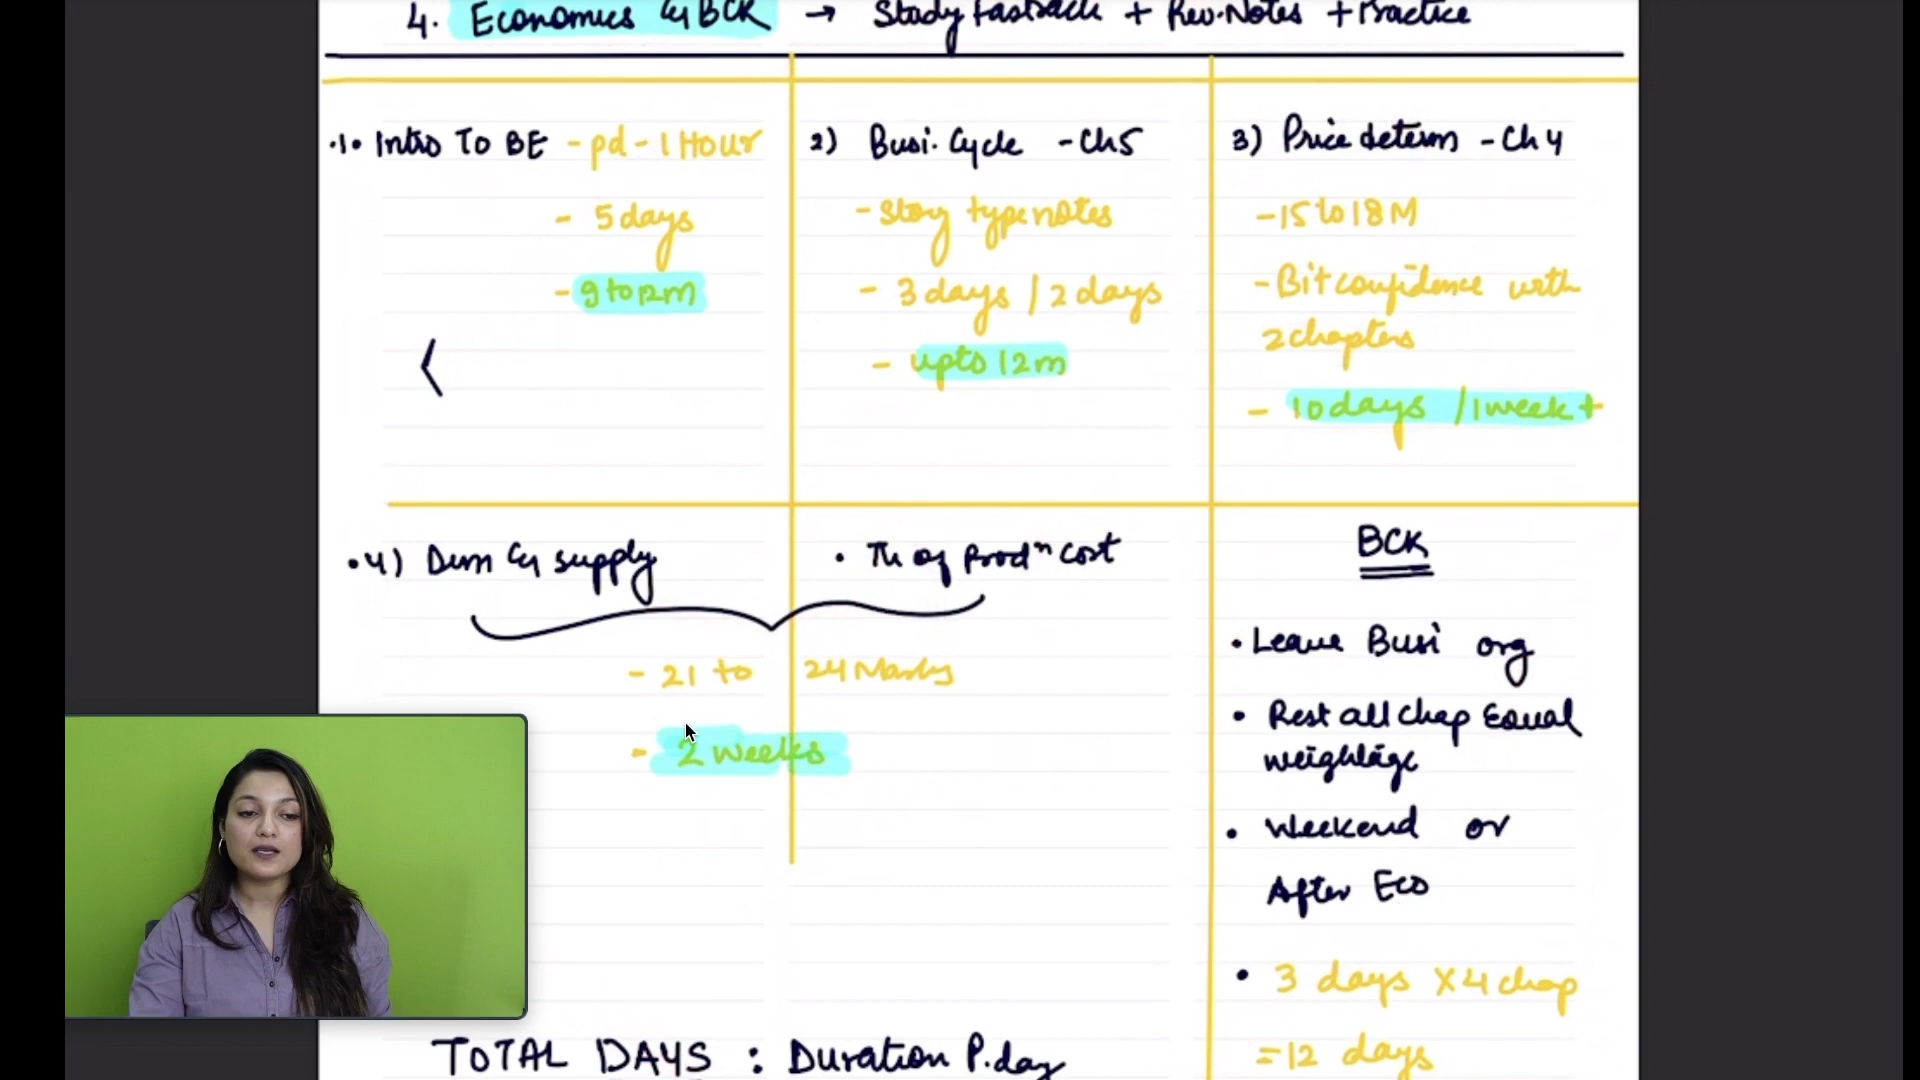 4. Economics & BCK → Study fastrack + Rev.Notes + Practice
1. Intro To BE - pd - 1 Hour
- 5 days
- 9 to 12m
2) Busi. Cycle - Ch5
- Story type notes
- 3 days / 2 days
- upto 12m
3) Price determ - Ch 4
- 15 to 18 M
- Bit confidence with
2 chapters
- 10 days / 1 week +
4) Dem & supply
• Th of Prodⁿ Cost
- 21 to 24 Marks
- 2 weeks
BCK
• Leave Busi org
• Rest all chap Equal
weightage
• Weekend or
After Eco
• 3 days X 4 chap
= 12 days
TOTAL DAYS : Duration P.day